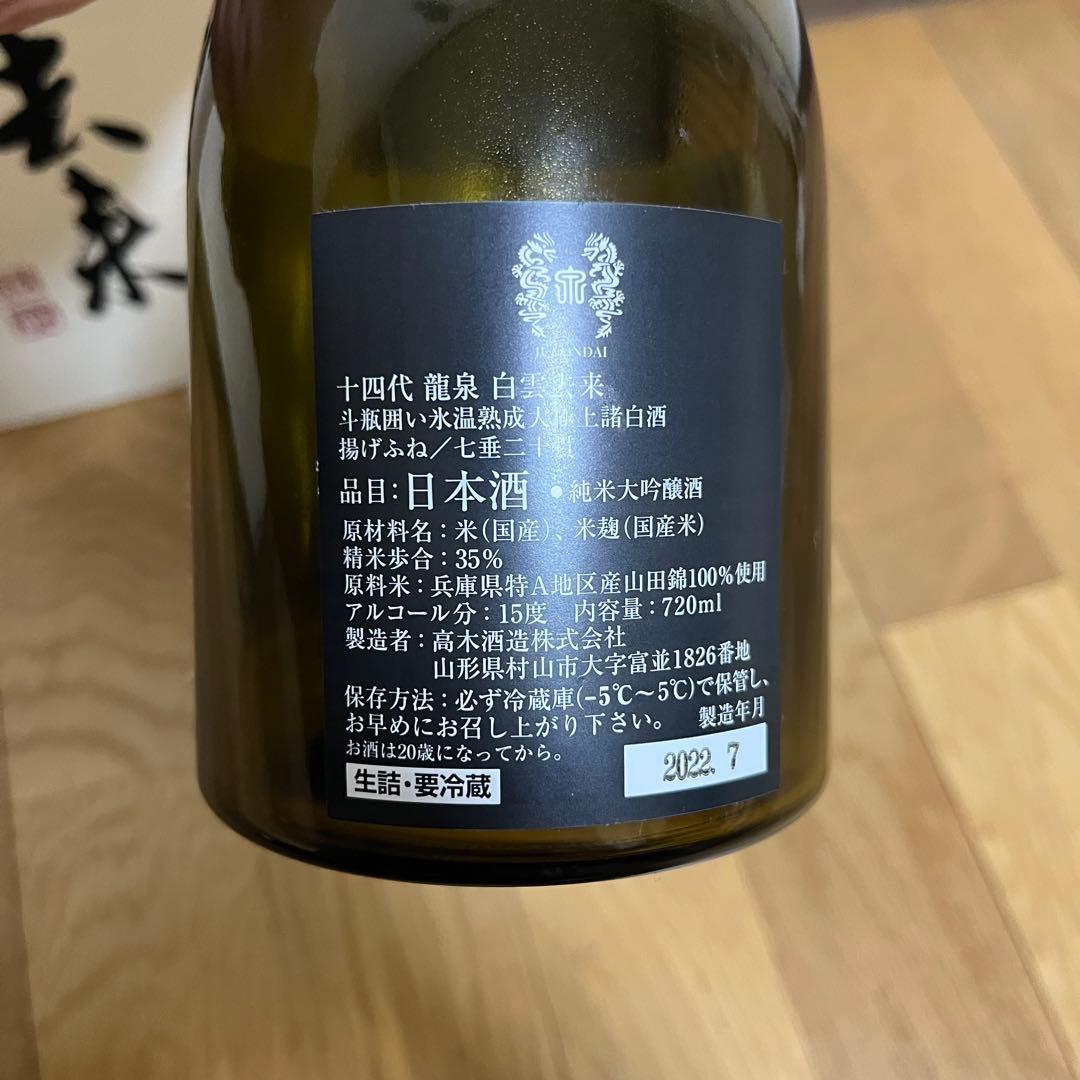 泉
JUYONDAI
十四代 龍泉 白雲去来
斗瓶囲い氷温熟成大極上諸白酒
揚げふね／七垂二十貫
品目：日本酒 ・純米大吟醸酒
原材料名：米（国産）、米麹（国産米）
精米歩合：35％
原料米：兵庫県特A地区産山田錦100％使用
アルコール分：15度　内容量：720ml
製造者：高木酒造株式会社
山形県村山市大字富並1826番地
保存方法：必ず冷蔵庫（-5℃～5℃）で保管し、
お早めにお召し上がり下さい。
製造年月
お酒は20歳になってから。
2022. 7
生詰・要冷蔵